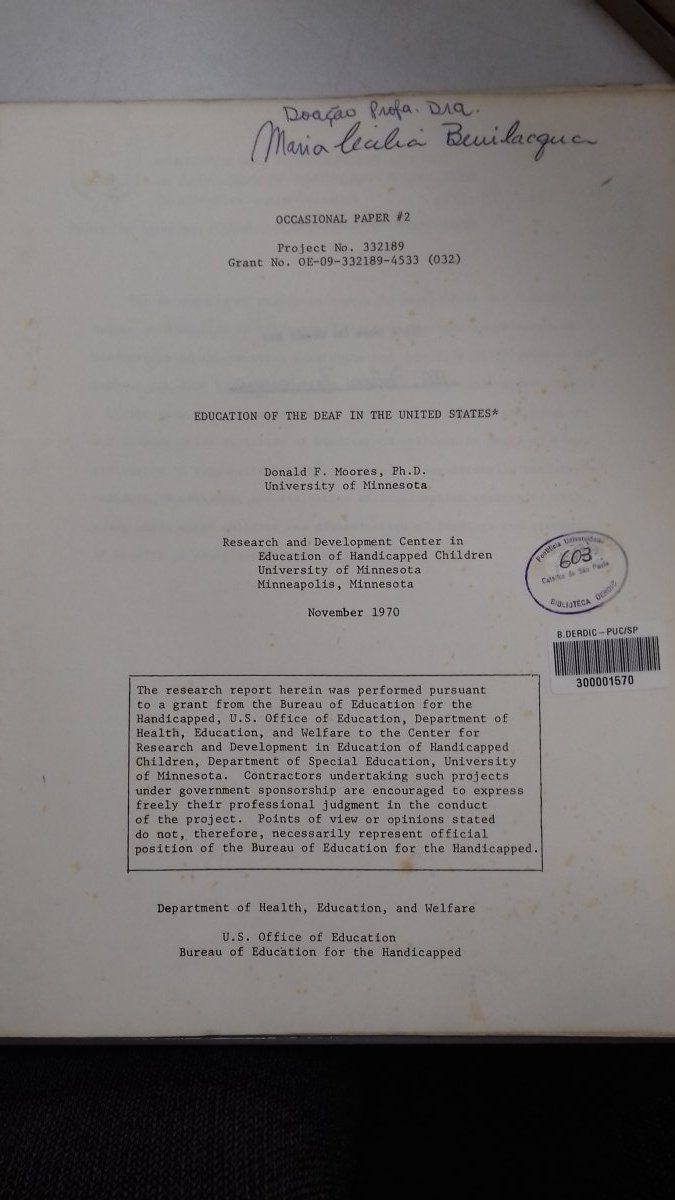 Doação Profa. Dra.
Maria Cecilia Bevilacqua
OCCASIONAL PAPER #2
Project No. 332189
Grant No. OE-09-332189-4533 (032)
EDUCATION OF THE DEAF IN THE UNITED STATES*
Donald F. Moores, Ph.D.
University of Minnesota
Research and Development Center in
Education of Handicapped Children
University of Minnesota
Minneapolis, Minnesota
November 1970
Pontifícia Universidade
603
Católica de São Paulo
BIBLIOTECA DERDIC
B.DERDIC - PUC/SP
300001570
The research report herein was performed pursuant
to a grant from the Bureau of Education for the
Handicapped, U.S. Office of Education, Department of
Health, Education, and Welfare to the Center for
Research and Development in Education of Handicapped
Children, Department of Special Education, University
of Minnesota. Contractors undertaking such projects
under government sponsorship are encouraged to express
freely their professional judgment in the conduct
of the project. Points of view or opinions stated
do not, therefore, necessarily represent official
position of the Bureau of Education for the Handicapped.
Department of Health, Education, and Welfare
U.S. Office of Education
Bureau of Education for the Handicapped